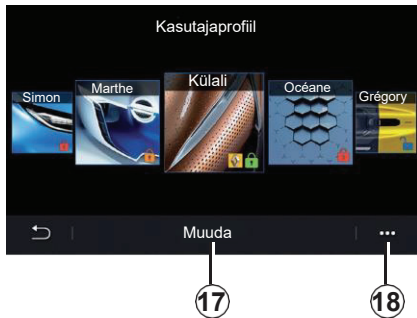 Kasutajaprofiil
Simon
Marthe
Külali
Océane
Grégory
Muuda
17
18